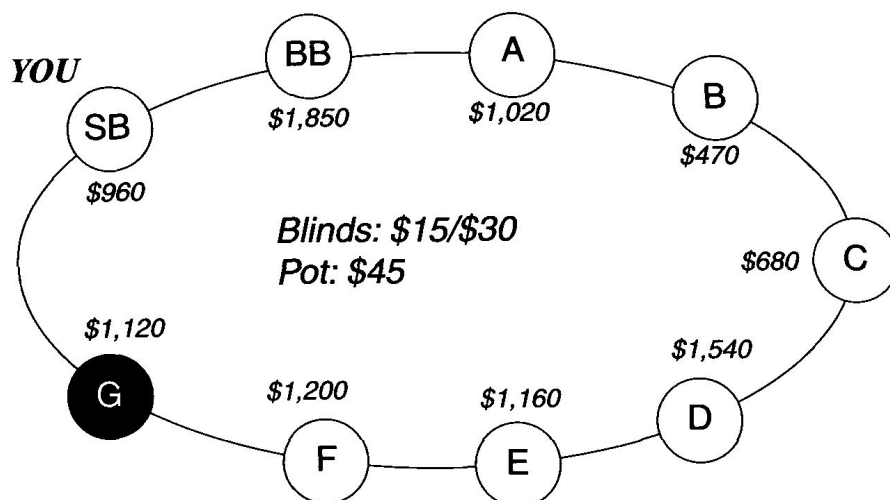 YOU
SB
$960
BB
$1,850
A
$1,020
B
$470
C
$680
D
$1,540
E
$1,160
F
$1,200
G
$1,120
Blinds: $15/$30
Pot: $45